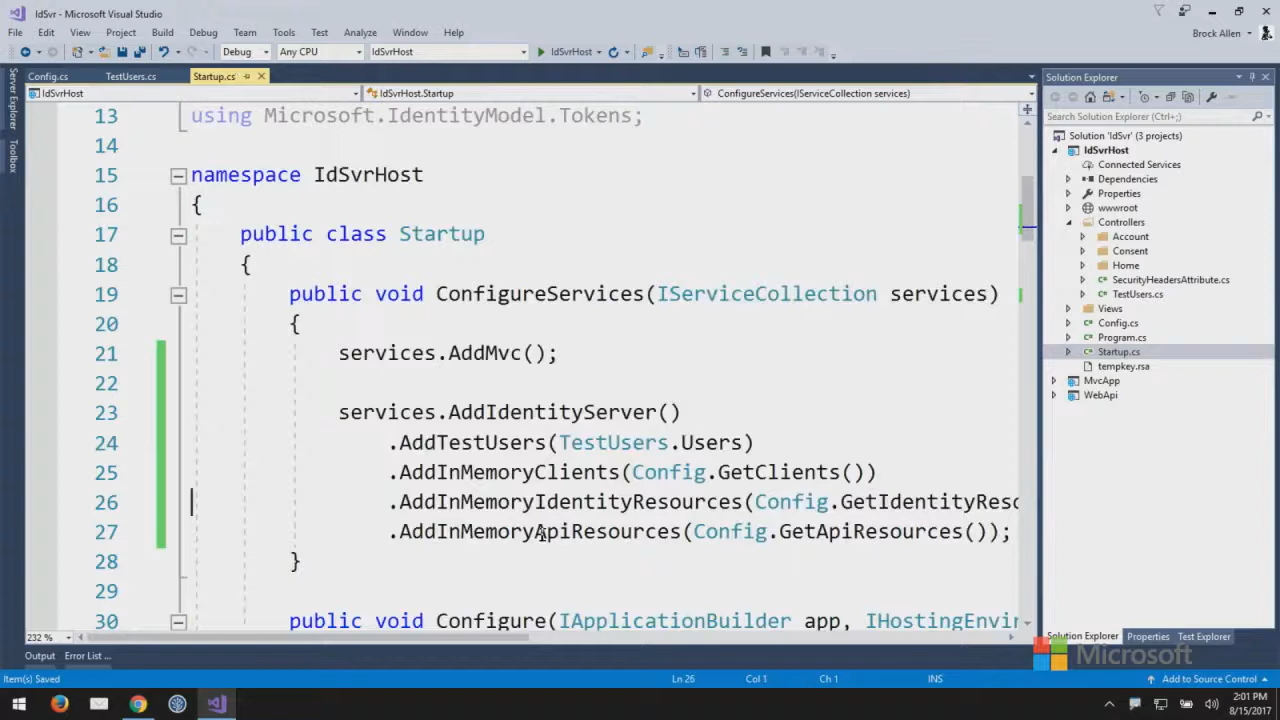 IdSvr - Microsoft Visual Studio
File Edit View Project Build Debug Team Tools Test Analyze Window Help
Brock Allen
Debug Any CPU IdSvrHost IdSvrHost
Config.cs TestUsers.cs Startup.cs
IdSvrHost IdSvrHost.Startup ConfigureServices(IServiceCollection services)
Server Explorer
Toolbox
13 using Microsoft.IdentityModel.Tokens;
14
15 namespace IdSvrHost
16 {
17 public class Startup
18 {
19 public void ConfigureServices(IServiceCollection services)
20 {
21 services.AddMvc();
22
23 services.AddIdentityServer()
24 .AddTestUsers(TestUsers.Users)
25 .AddInMemoryClients(Config.GetClients())
26 .AddInMemoryIdentityResources(Config.GetIdentityReso
27 .AddInMemoryApiResources(Config.GetApiResources());
28 }
29
30 public void Configure(IApplicationBuilder app, IHostingEnvir
232 %
Solution Explorer
Search Solution Explorer (Ctrl+;)
Solution 'IdSvr' (3 projects)
IdSvrHost
Connected Services
Dependencies
Properties
wwwroot
Controllers
Account
Consent
Home
SecurityHeadersAttribute.cs
TestUsers.cs
Views
Config.cs
Program.cs
Startup.cs
tempkey.rsa
MvcApp
WebApi
Solution Explorer Properties Test Explorer
Microsoft
Output Error List ...
Item(s) Saved Ln 26 Col 1 Ch 1 INS Add to Source Control
2:01 PM
8/15/2017